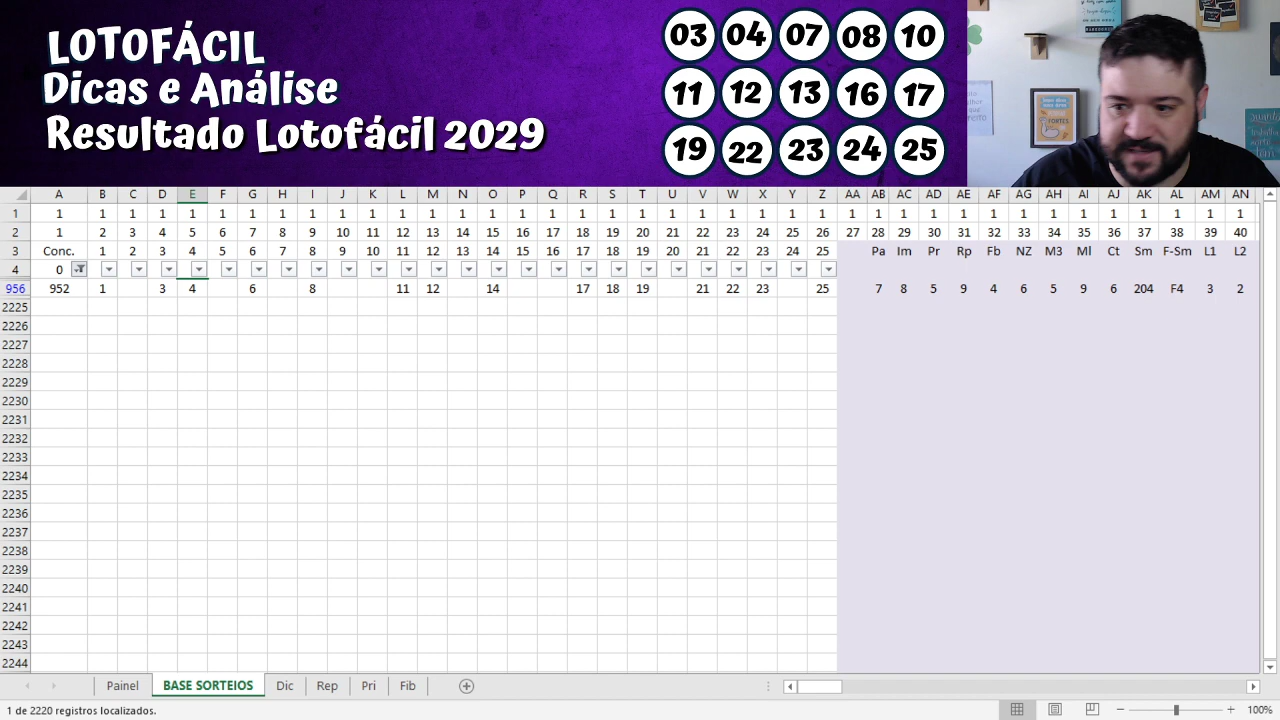 LOTOFÁCIL
Dicas e Análise
Resultado Lotofácil 2029
03 04 07 08 10
11 12 13 16 17
19 22 23 24 25
A B C D E F G H I J K L M N O P Q R S T U V W X Y Z AA AB AC AD AE AF AG AH AI AJ AK AL AM AN
1 1 1 1 1 1 1 1 1 1 1 1 1 1 1 1 1 1 1 1 1 1 1 1 1 1 1 1 1 1 1 1 1 1 1 1 1 1 1 1 1
2 1 2 3 4 5 6 7 8 9 10 11 12 13 14 15 16 17 18 19 20 21 22 23 24 25 26 27 28 29 30 31 32 33 34 35 36 37 38 39 40
3 Conc. 1 2 3 4 5 6 7 8 9 10 11 12 13 14 15 16 17 18 19 20 21 22 23 24 25 Pa Im Pr Rp Fb NZ M3 Ml Ct Sm F-Sm L1 L2
4 0
956 952 1 3 4 6 8 11 12 14 17 18 19 21 22 23 25 7 8 5 9 4 6 5 9 6 204 F4 3 2
2225
2226
2227
2228
2229
2230
2231
2232
2233
2234
2235
2236
2237
2238
2239
2240
2241
2242
2243
2244
Painel BASE SORTEIOS Dic Rep Pri Fib
1 de 2220 registros localizados. 100%